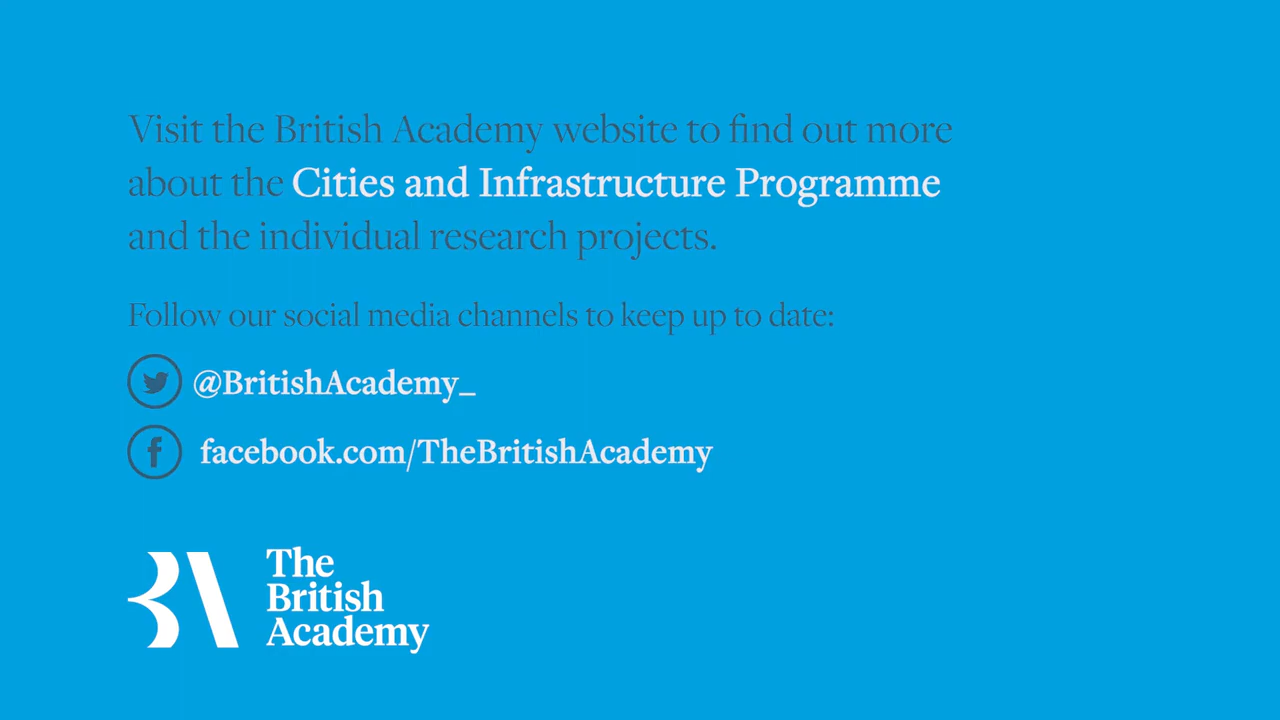 Visit the British Academy website to find out more
about the Cities and Infrastructure Programme
and the individual research projects.
Follow our social media channels to keep up to date:
@BritishAcademy_
facebook.com/TheBritishAcademy
The
British
Academy